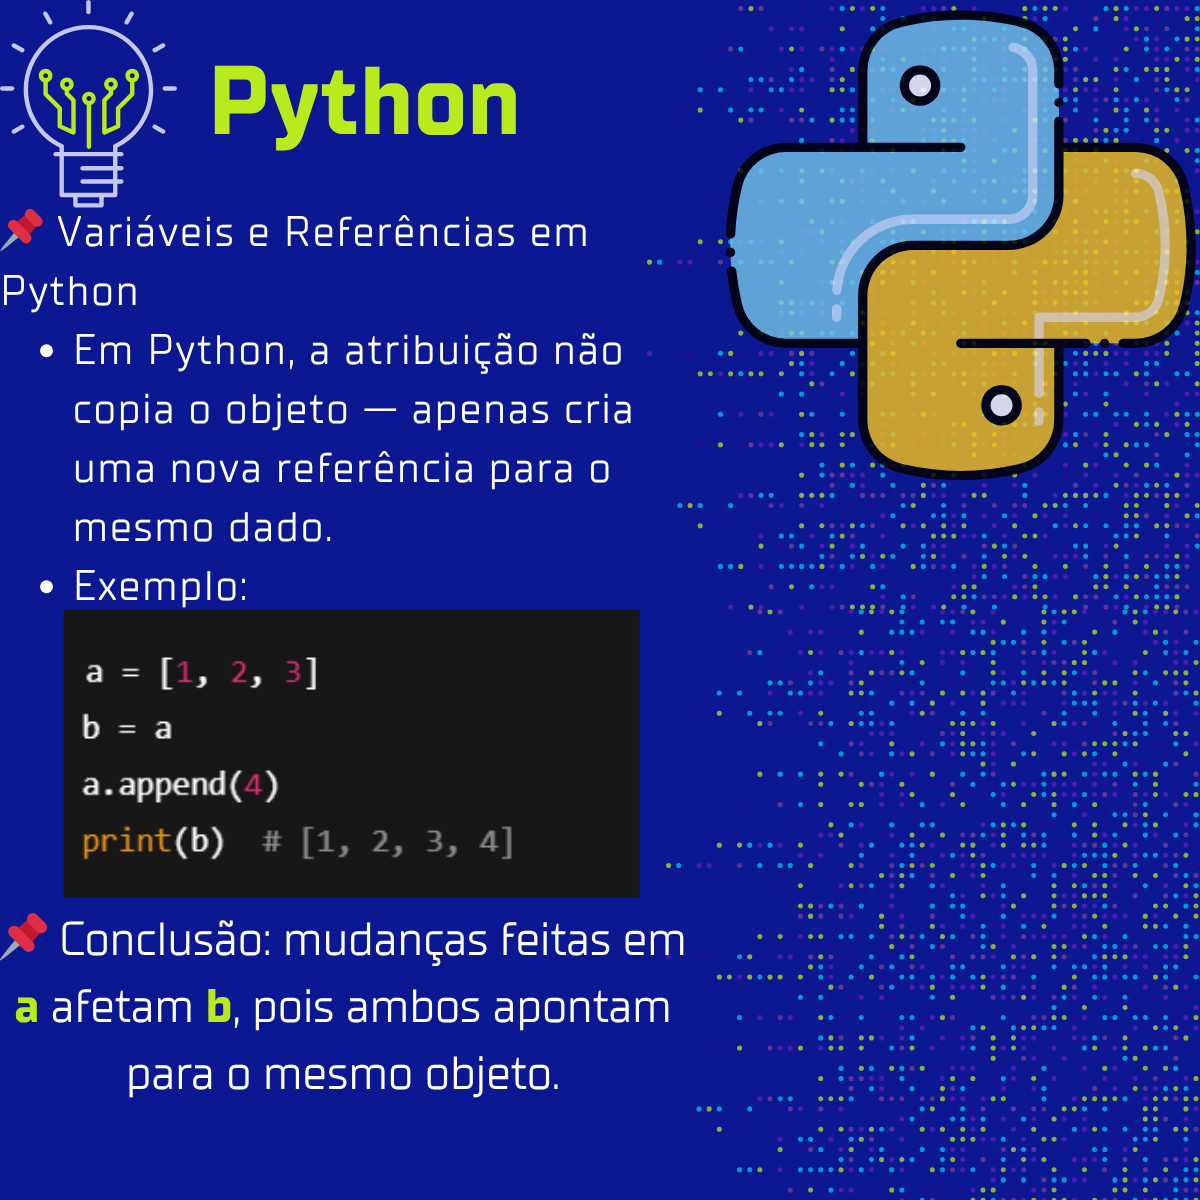 Python
📌 Variáveis e Referências em
Python
• Em Python, a atribuição não
copia o objeto — apenas cria
uma nova referência para o
mesmo dado.
• Exemplo:
a = [1, 2, 3]
b = a
a.append(4)
print(b)  # [1, 2, 3, 4]
📌 Conclusão: mudanças feitas em
a afetam b, pois ambos apontam
para o mesmo objeto.